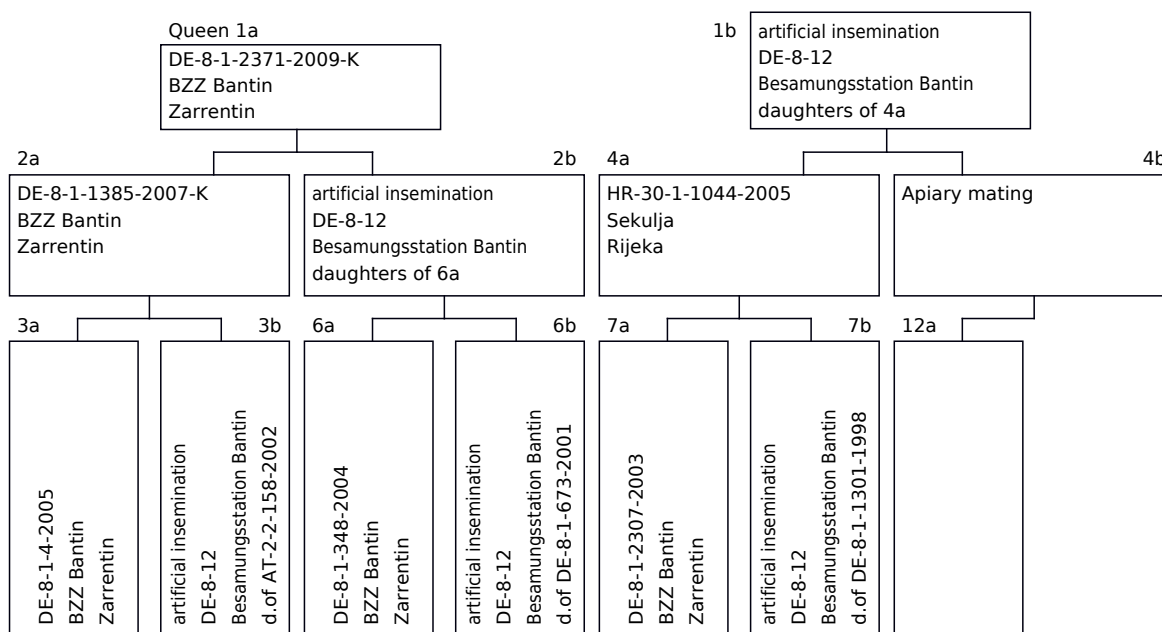 Queen 1a
DE-8-1-2371-2009-K
BZZ Bantin
Zarrentin
1b
artificial insemination
DE-8-12
Besamungsstation Bantin
daughters of 4a
2a
DE-8-1-1385-2007-K
BZZ Bantin
Zarrentin
2b
artificial insemination
DE-8-12
Besamungsstation Bantin
daughters of 6a
4a
HR-30-1-1044-2005
Sekulja
Rijeka
4b
Apiary mating
3a
DE-8-1-4-2005
BZZ Bantin
Zarrentin
3b
artificial insemination
DE-8-12
Besamungsstation Bantin
d.of AT-2-2-158-2002
6a
DE-8-1-348-2004
BZZ Bantin
Zarrentin
6b
artificial insemination
DE-8-12
Besamungsstation Bantin
d.of DE-8-1-673-2001
7a
DE-8-1-2307-2003
BZZ Bantin
Zarrentin
7b
artificial insemination
DE-8-12
Besamungsstation Bantin
d.of DE-8-1-1301-1998
12a